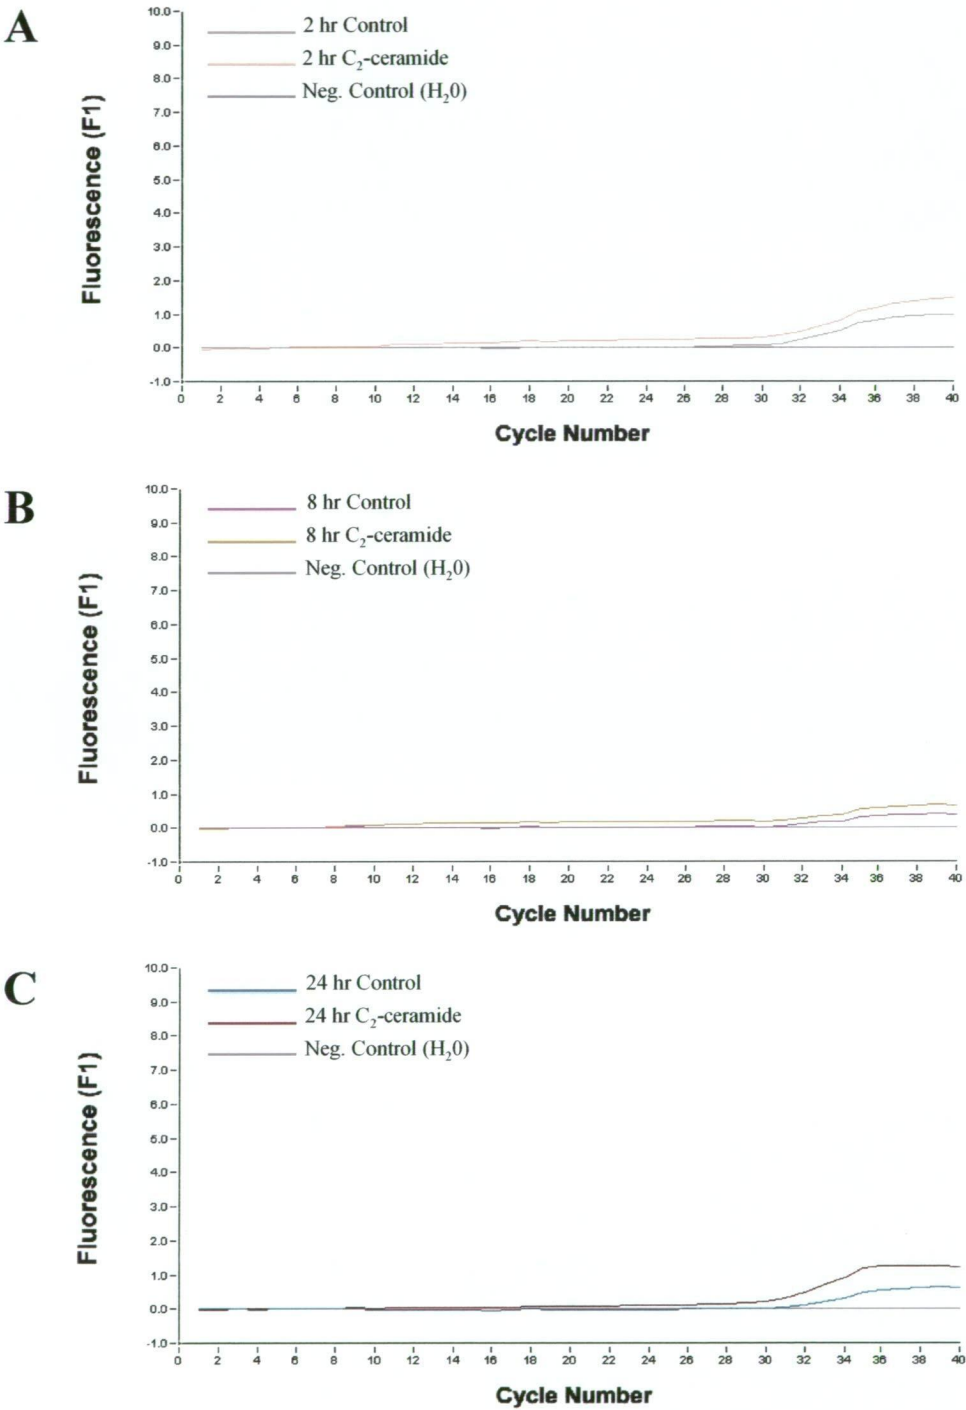 A
10.0
9.0
8.0
7.0
6.0
5.0
4.0
3.0
2.0
1.0
0.0
-1.0
Fluorescence (F1)
2 hr Control
2 hr C₂-ceramide
Neg. Control (H₂0)
0 2 4 6 8 10 12 14 16 18 20 22 24 26 28 30 32 34 36 38 40
Cycle Number
B
10.0
9.0
8.0
7.0
6.0
5.0
4.0
3.0
2.0
1.0
0.0
-1.0
Fluorescence (F1)
8 hr Control
8 hr C₂-ceramide
Neg. Control (H₂0)
0 2 4 6 8 10 12 14 16 18 20 22 24 26 28 30 32 34 36 38 40
Cycle Number
C
10.0
9.0
8.0
7.0
6.0
5.0
4.0
3.0
2.0
1.0
0.0
-1.0
Fluorescence (F1)
24 hr Control
24 hr C₂-ceramide
Neg. Control (H₂0)
0 2 4 6 8 10 12 14 16 18 20 22 24 26 28 30 32 34 36 38 40
Cycle Number